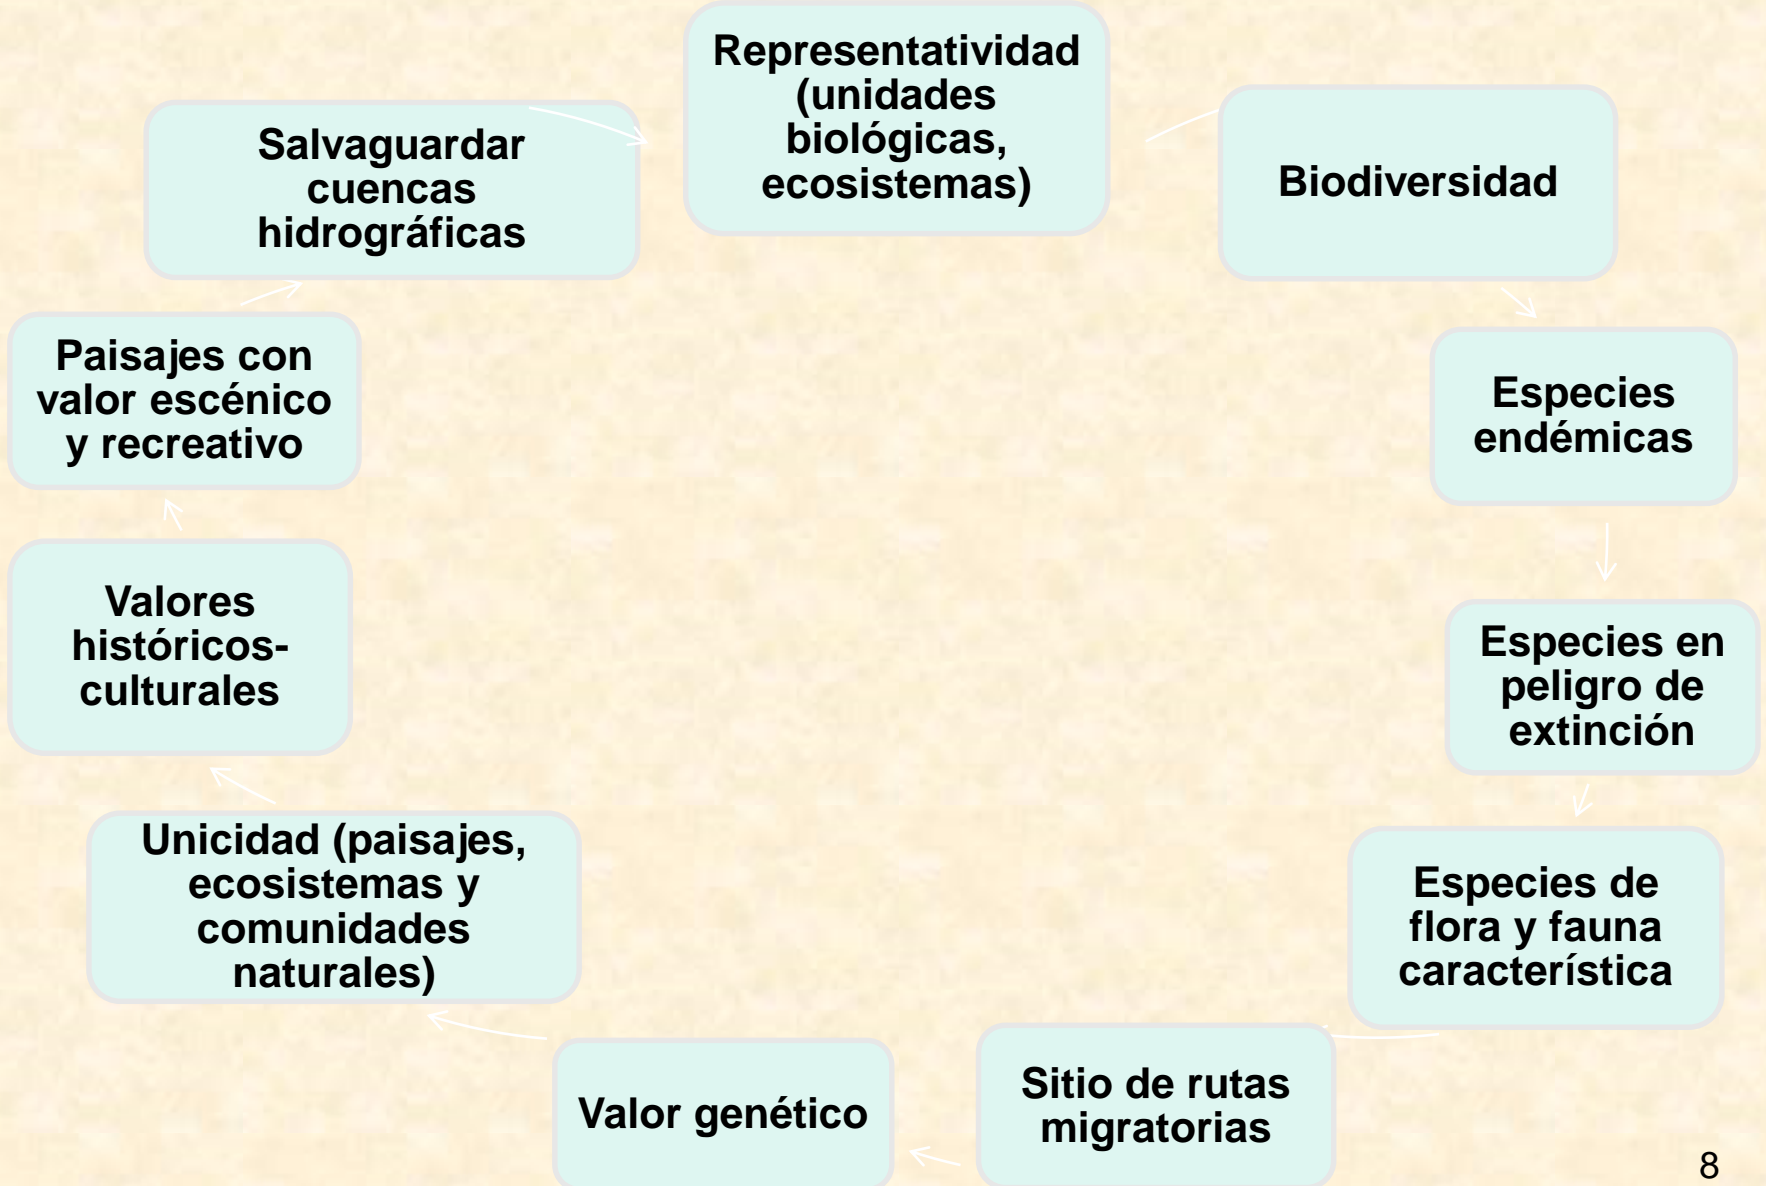 Representatividad
(unidades
biológicas,
ecosistemas)
Biodiversidad
Especies
endémicas
Especies en
peligro de
extinción
Especies de
flora y fauna
característica
Sitio de rutas
migratorias
Valor genético
Unicidad (paisajes,
ecosistemas y
comunidades
naturales)
Valores
históricos-
culturales
Paisajes con
valor escénico
y recreativo
Salvaguardar
cuencas
hidrográficas
8